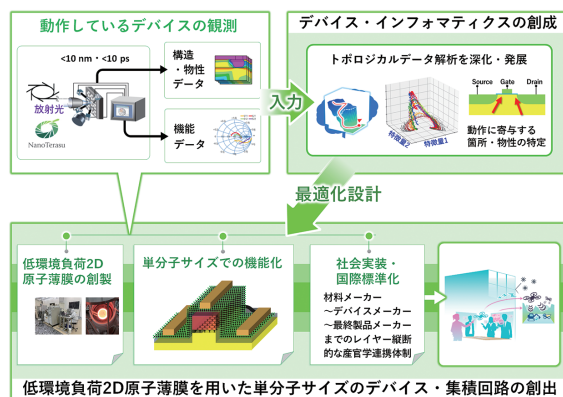 動作しているデバイスの観測
<10 nm・<10 ps
放射光
NanoTerasu
構造
・物性
データ
機能
データ
入力
デバイス・インフォマティクスの創成
トポロジカルデータ解析を深化・発展
特徴量2
特徴量1
Source Gate Drain
動作に寄与する
箇所・物性の特定
最適化設計
低環境負荷2D
原子薄膜の創製
単分子サイズでの機能化
社会実装・
国際標準化
材料メーカー
〜デバイスメーカー
〜最終製品メーカー
までのレイヤー縦断
的な産官学連携体制
低環境負荷2D原子薄膜を用いた単分子サイズのデバイス・集積回路の創出